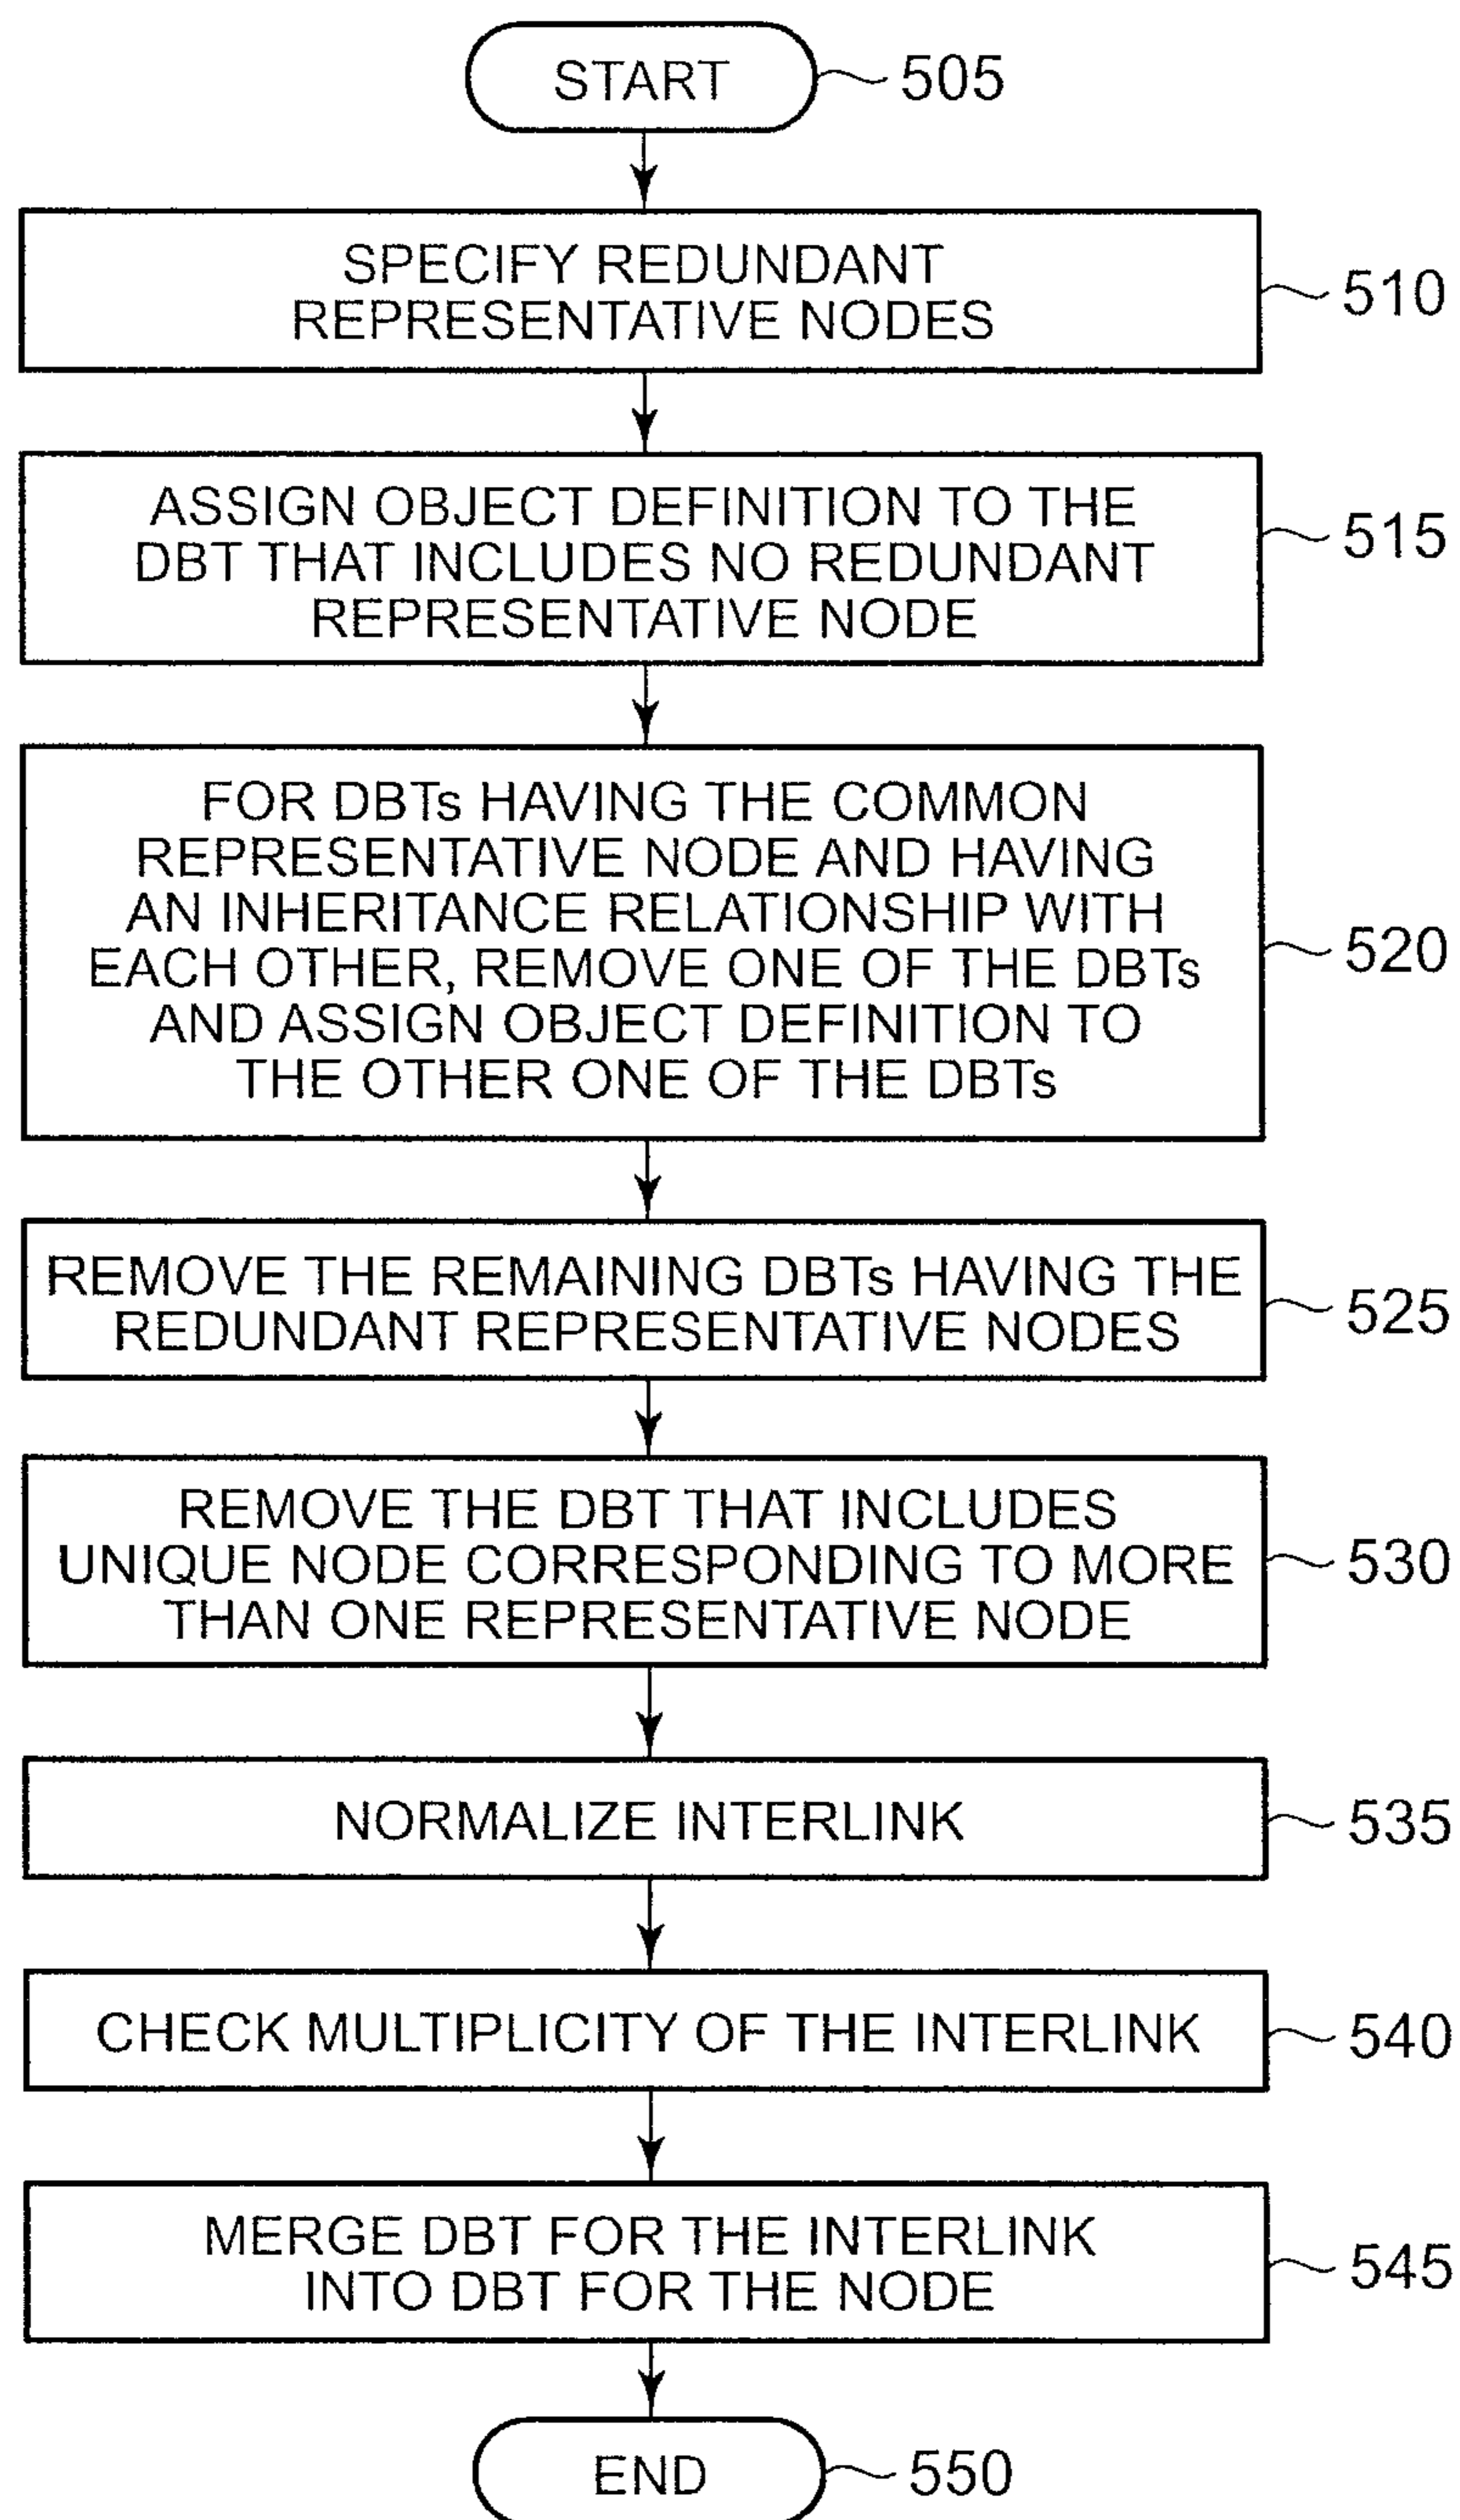 START
505
SPECIFY REDUNDANT
REPRESENTATIVE NODES
510
ASSIGN OBJECT DEFINITION TO THE
DBT THAT INCLUDES NO REDUNDANT
REPRESENTATIVE NODE
515
FOR DBTs HAVING THE COMMON
REPRESENTATIVE NODE AND HAVING
AN INHERITANCE RELATIONSHIP WITH
EACH OTHER, REMOVE ONE OF THE DBTs
AND ASSIGN OBJECT DEFINITION TO
THE OTHER ONE OF THE DBTs
520
REMOVE THE REMAINING DBTs HAVING THE
REDUNDANT REPRESENTATIVE NODES
525
REMOVE THE DBT THAT INCLUDES
UNIQUE NODE CORRESPONDING TO MORE
THAN ONE REPRESENTATIVE NODE
530
NORMALIZE INTERLINK
535
CHECK MULTIPLICITY OF THE INTERLINK
540
MERGE DBT FOR THE INTERLINK
INTO DBT FOR THE NODE
545
END
550